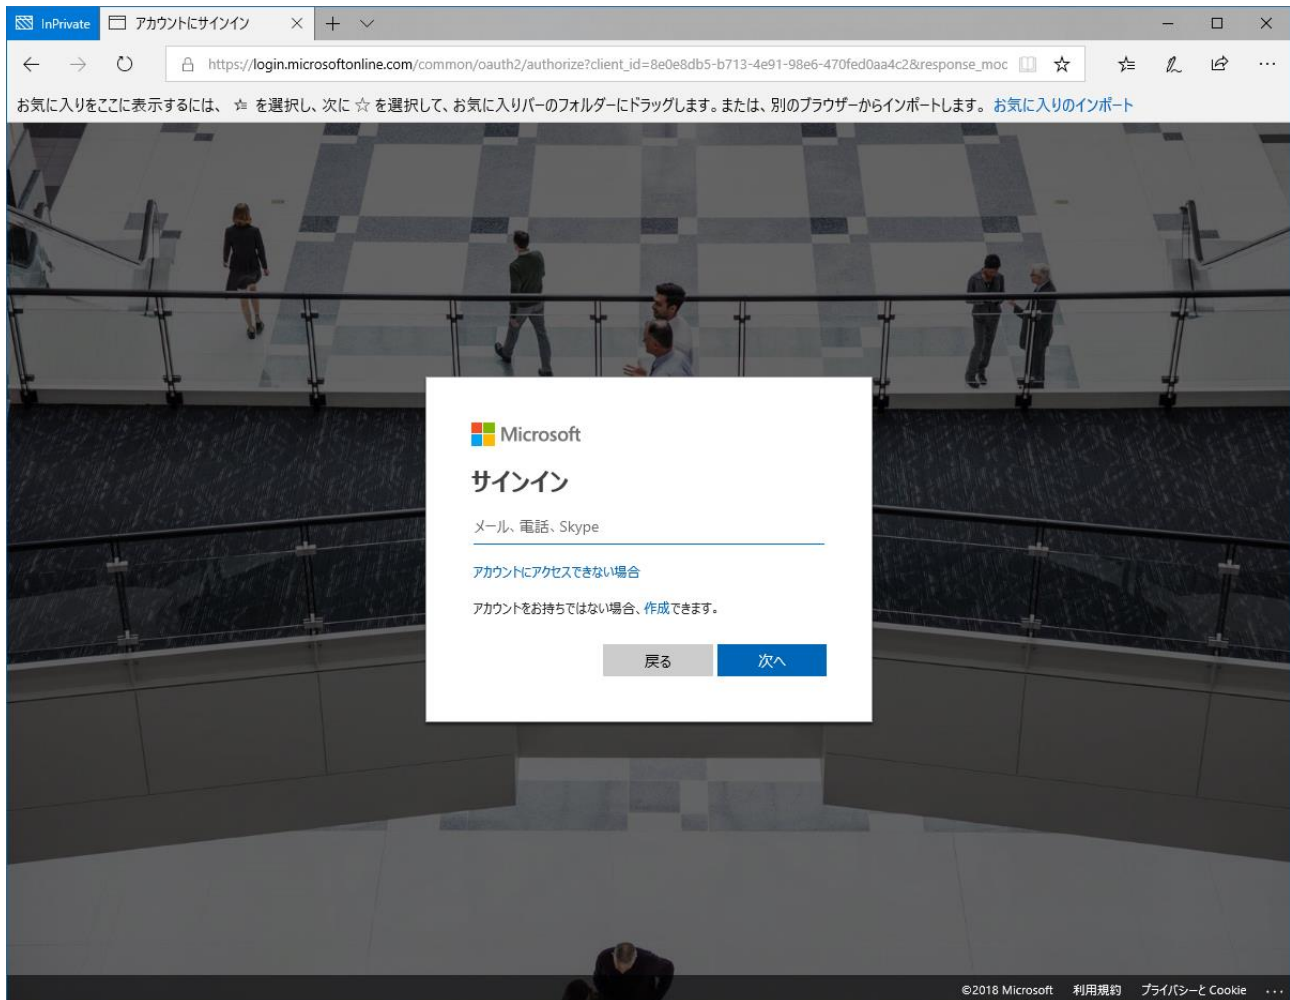 InPrivate アカウントにサインイン
https://login.microsoftonline.com/common/oauth2/authorize?client_id=8e0e8db5-b713-4e91-98e6-470fed0aa4c2&response_moc
お気に入りをここに表示するには、 を選択し、次に ☆ を選択して、お気に入りバーのフォルダーにドラッグします。または、別のブラウザーからインポートします。 お気に入りのインポート
Microsoft
サインイン
メール、電話、Skype
アカウントにアクセスできない場合
アカウントをお持ちではない場合、作成できます。
戻る 次へ
©2018 Microsoft 利用規約 プライバシーと Cookie ...